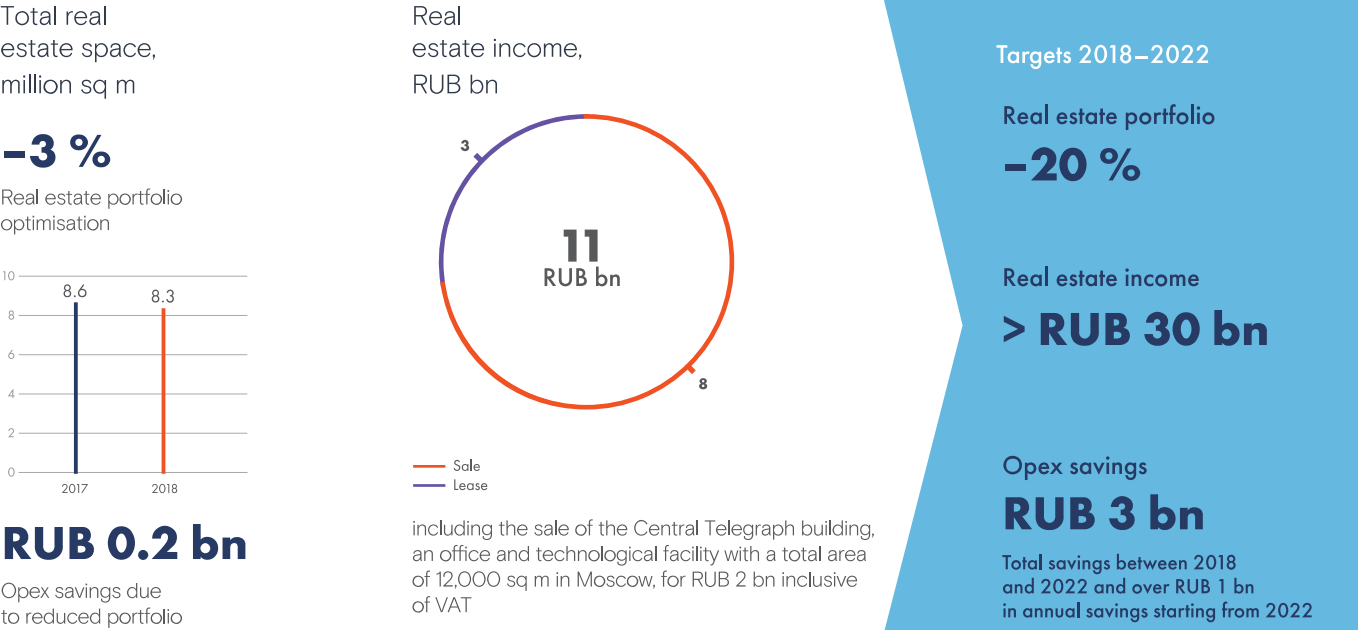 Total real
estate space,
million sq m
–3 %
Real estate portfolio
optimisation
10
8
6
4
2
0
8.6
8.3
2017
2018
RUB 0.2 bn
Opex savings due
to reduced portfolio
Real
estate income,
RUB bn
3
11
RUB bn
8
Sale
Lease
including the sale of the Central Telegraph building,
an office and technological facility with a total area
of 12,000 sq m in Moscow, for RUB 2 bn inclusive
of VAT
Targets 2018–2022
Real estate portfolio
–20 %
Real estate income
> RUB 30 bn
Opex savings
RUB 3 bn
Total savings between 2018
and 2022 and over RUB 1 bn
in annual savings starting from 2022